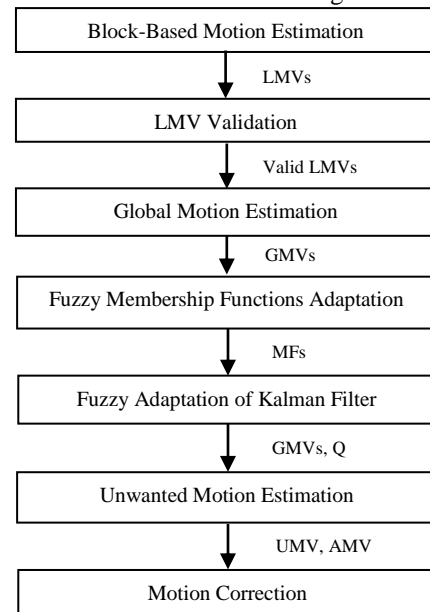 Block-Based Motion Estimation
LMVs
LMV Validation
Valid LMVs
Global Motion Estimation
GMVs
Fuzzy Membership Functions Adaptation
MFs
Fuzzy Adaptation of Kalman Filter
GMVs, Q
Unwanted Motion Estimation
UMV, AMV
Motion Correction